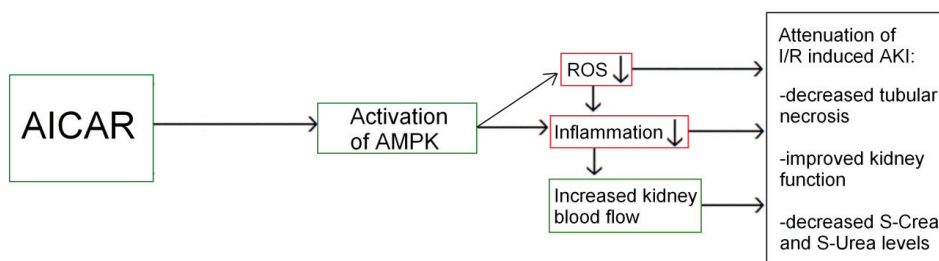 AICAR
Activation
of AMPK
ROS
Inflammation
Increased kidney
blood flow
Attenuation of
I/R induced AKI:
-decreased tubular
necrosis
-improved kidney
function
-decreased S-Crea
and S-Urea levels